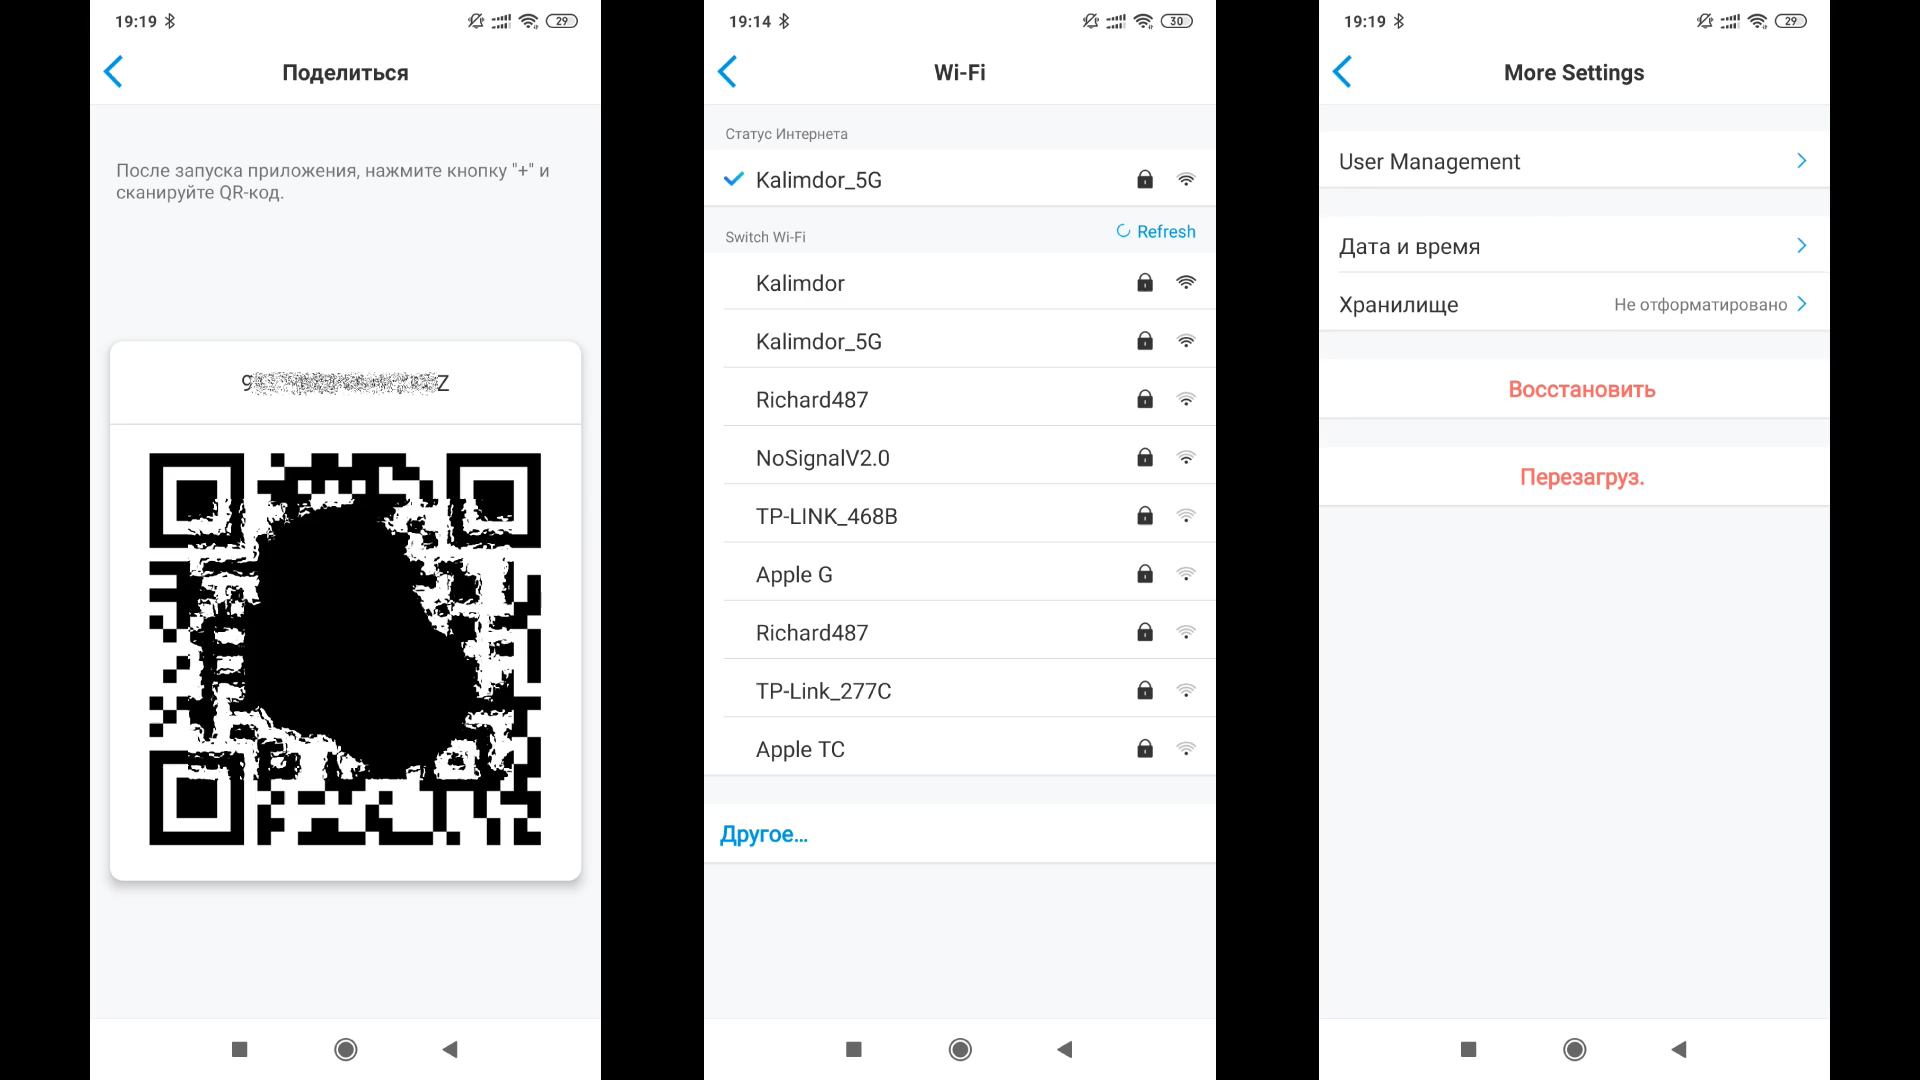 19:19
29
Поделиться
После запуска приложения, нажмите кнопку "+" и
сканируйте QR-код.
19:14
30
Wi-Fi
Статус Интернета
Kalimdor_5G
Switch Wi-Fi
Refresh
Kalimdor
Kalimdor_5G
Richard487
NoSignalV2.0
TP-LINK_468B
Apple G
Richard487
TP-Link_277C
Apple TC
Другое...
19:19
29
More Settings
User Management
Дата и время
Хранилище
Не отформатировано
Восстановить
Перезагруз.